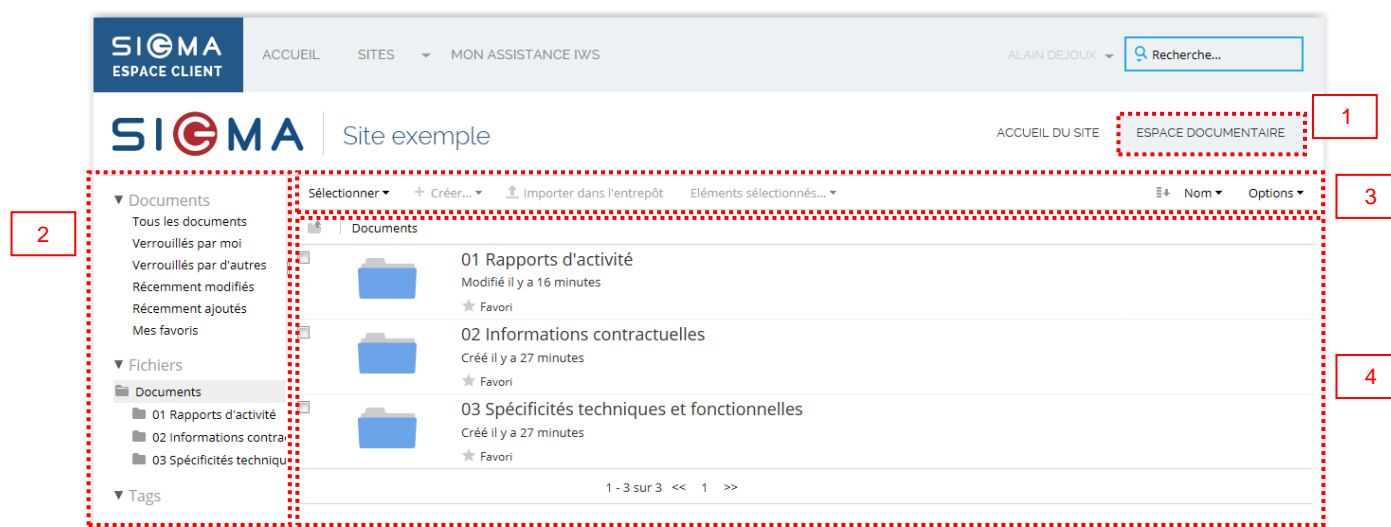 SIGMA
ESPACE CLIENT
ACCUEIL SITES MON ASSISTANCE IWS ALAIN DEJOUX Recherche...
SIGMA Site exemple ACCUEIL DU SITE ESPACE DOCUMENTAIRE
1
2
Documents
Tous les documents
Verrouillés par moi
Verrouillés par d'autres
Récemment modifiés
Récemment ajoutés
Mes favoris
Fichiers
Documents
01 Rapports d'activité
02 Informations contra
03 Spécificités techniqu
Tags
Sélectionner + Créer... Importer dans l'entrepôt Eléments sélectionnés... Nom Options
3
Documents
01 Rapports d'activité
Modifié il y a 16 minutes
Favori
02 Informations contractuelles
Créé il y a 27 minutes
Favori
03 Spécificités techniques et fonctionnelles
Créé il y a 27 minutes
Favori
4
1 - 3 sur 3 << 1 >>